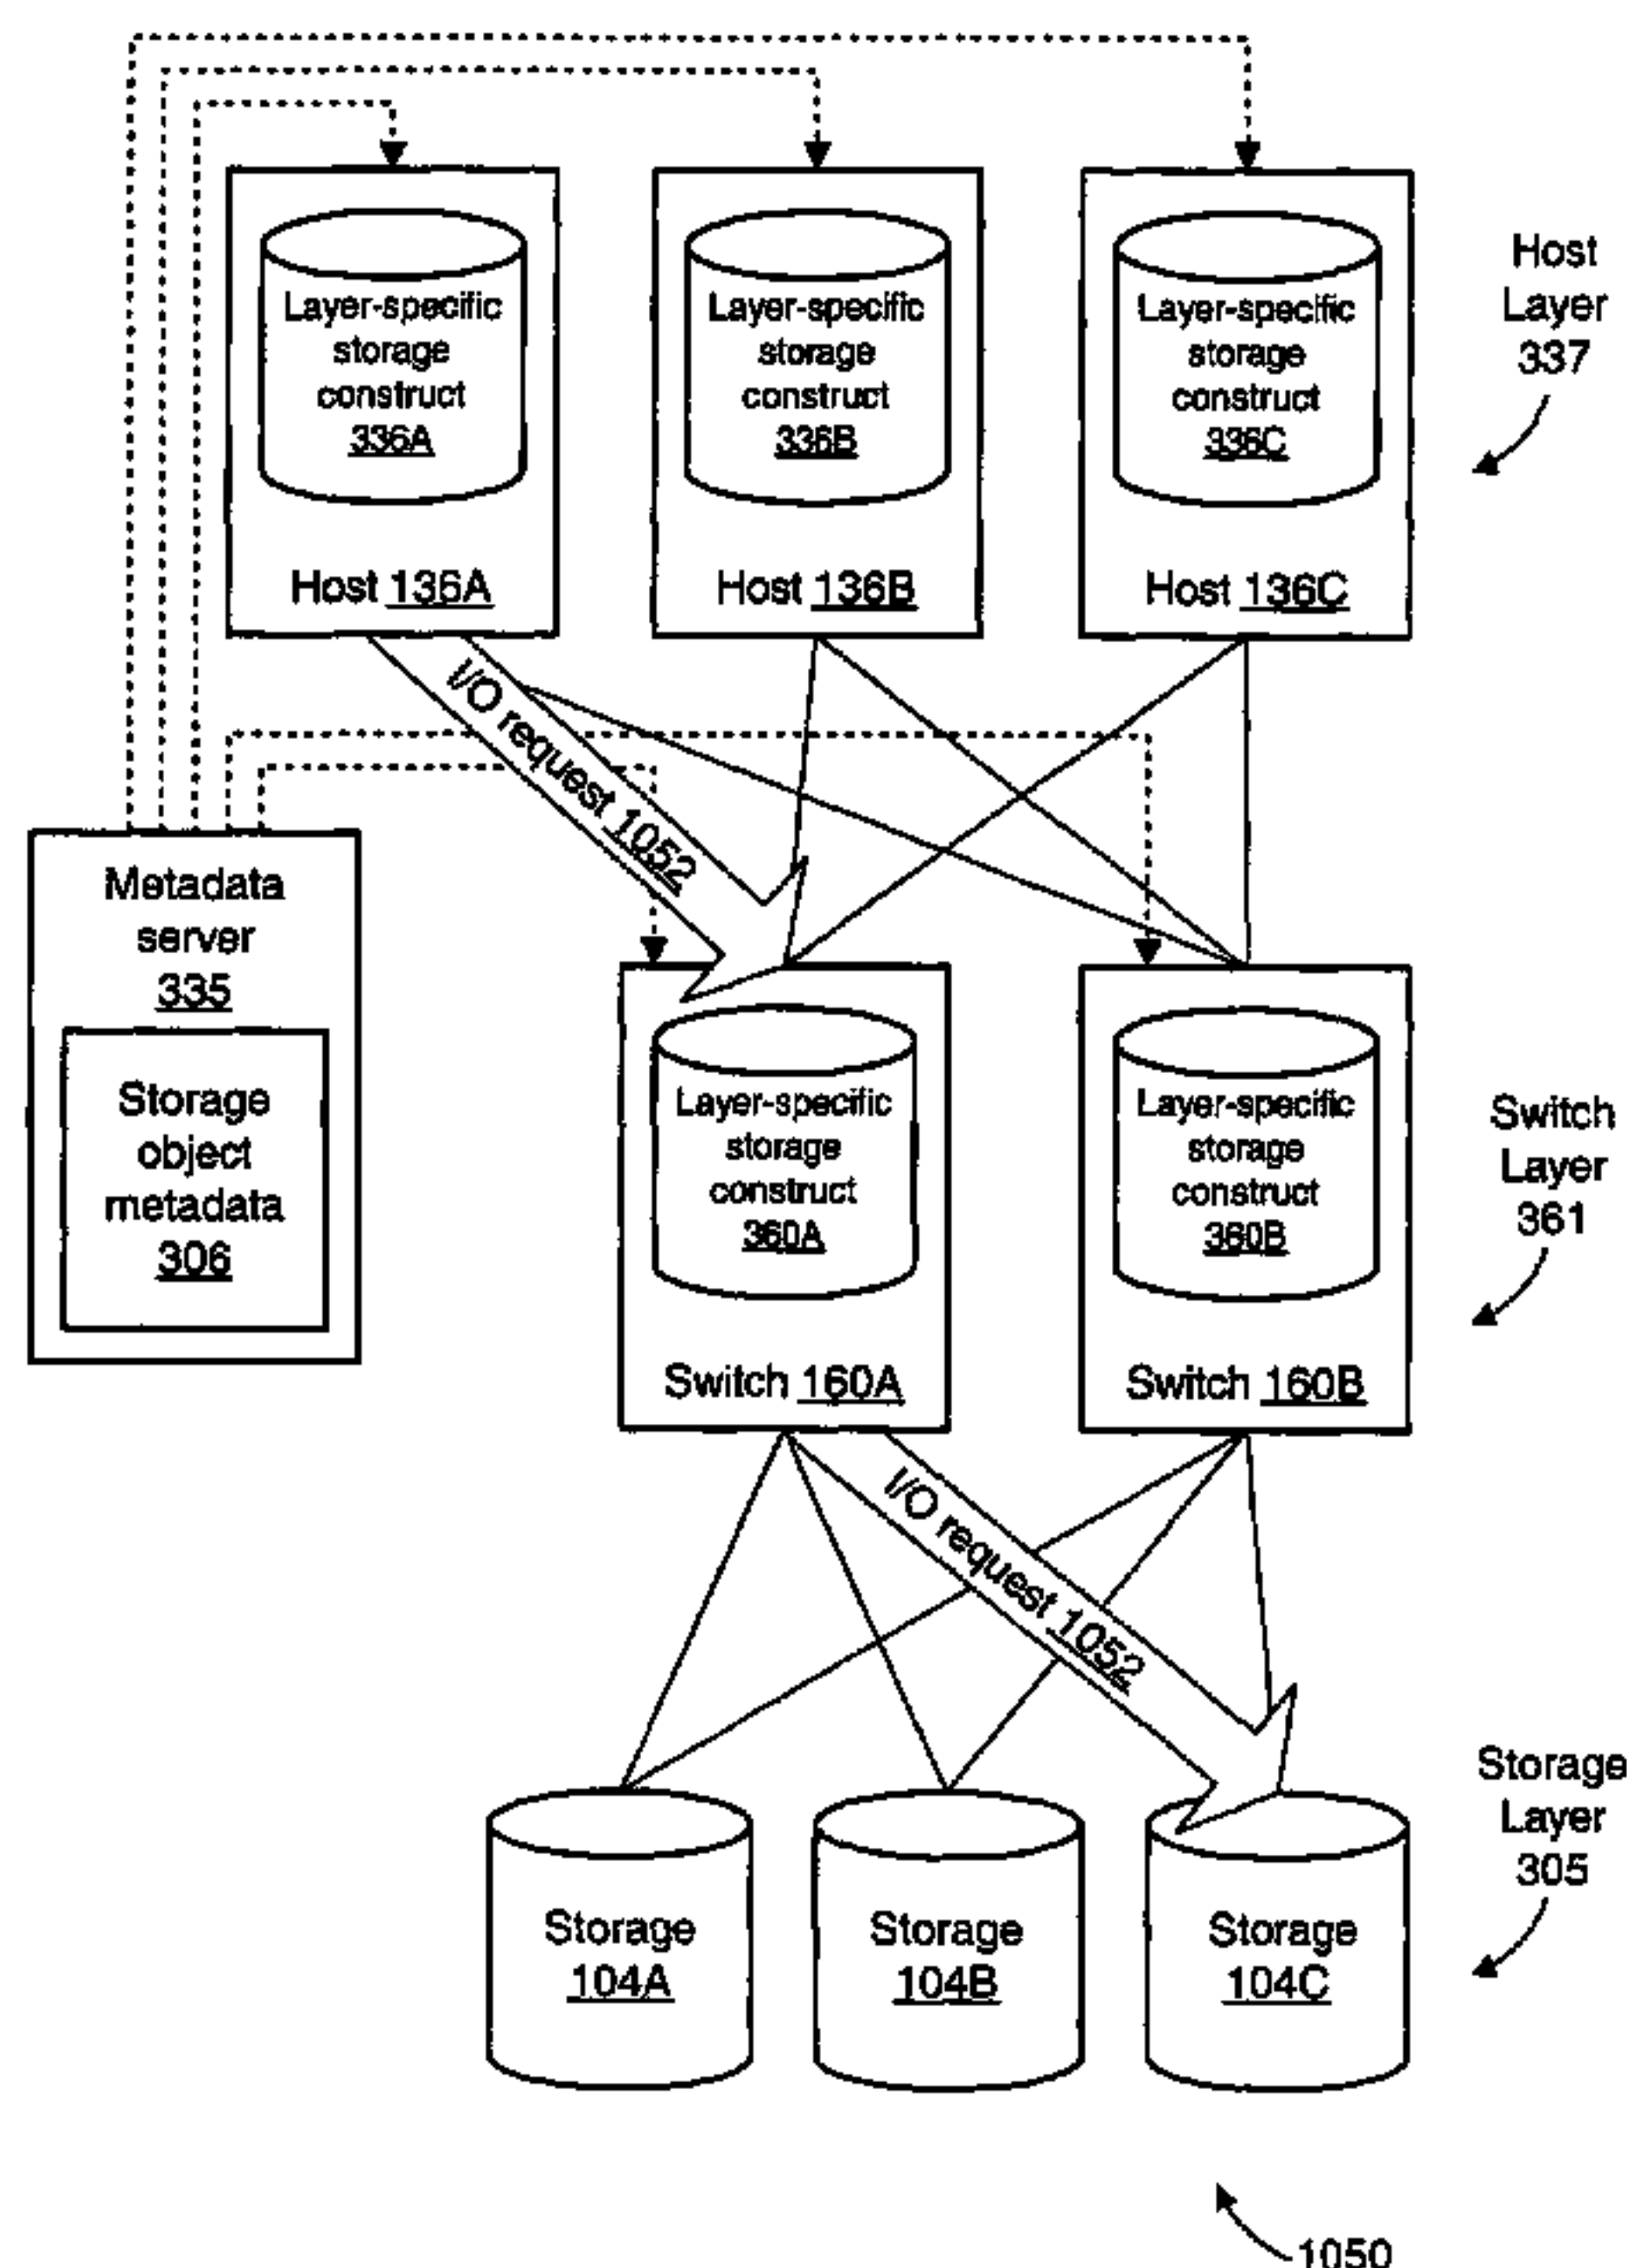 Layer-specific
storage
construct
336A
Host 136A
Layer-specific
storage
construct
336B
Host 136B
Layer-specific
storage
construct
336C
Host 136C
Host
Layer
337
I/O request 1052
Metadata
server
335
Storage
object
metadata
306
Layer-specific
storage
construct
360A
Switch 160A
Layer-specific
storage
construct
360B
Switch 160B
Switch
Layer
361
I/O request 1052
Storage
104A
Storage
104B
Storage
104C
Storage
Layer
305
1050